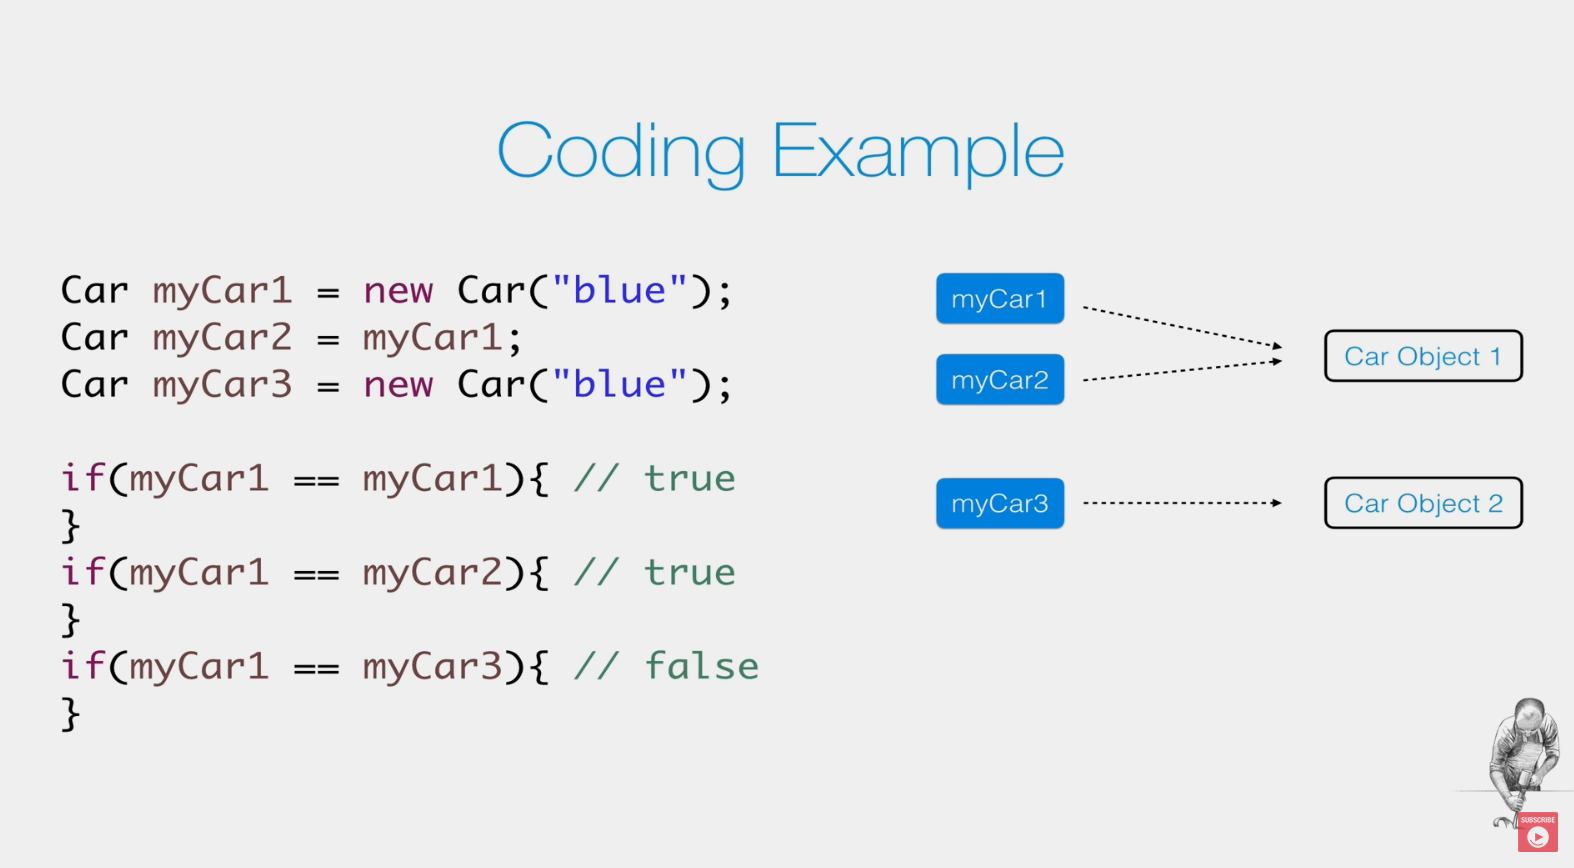 Coding Example
Car myCar1 = new Car("blue");
Car myCar2 = myCar1;
Car myCar3 = new Car("blue");
if(myCar1 == myCar1){ // true
}
if(myCar1 == myCar2){ // true
}
if(myCar1 == myCar3){ // false
}
myCar1
myCar2
Car Object 1
myCar3
Car Object 2
SUBSCRIBE